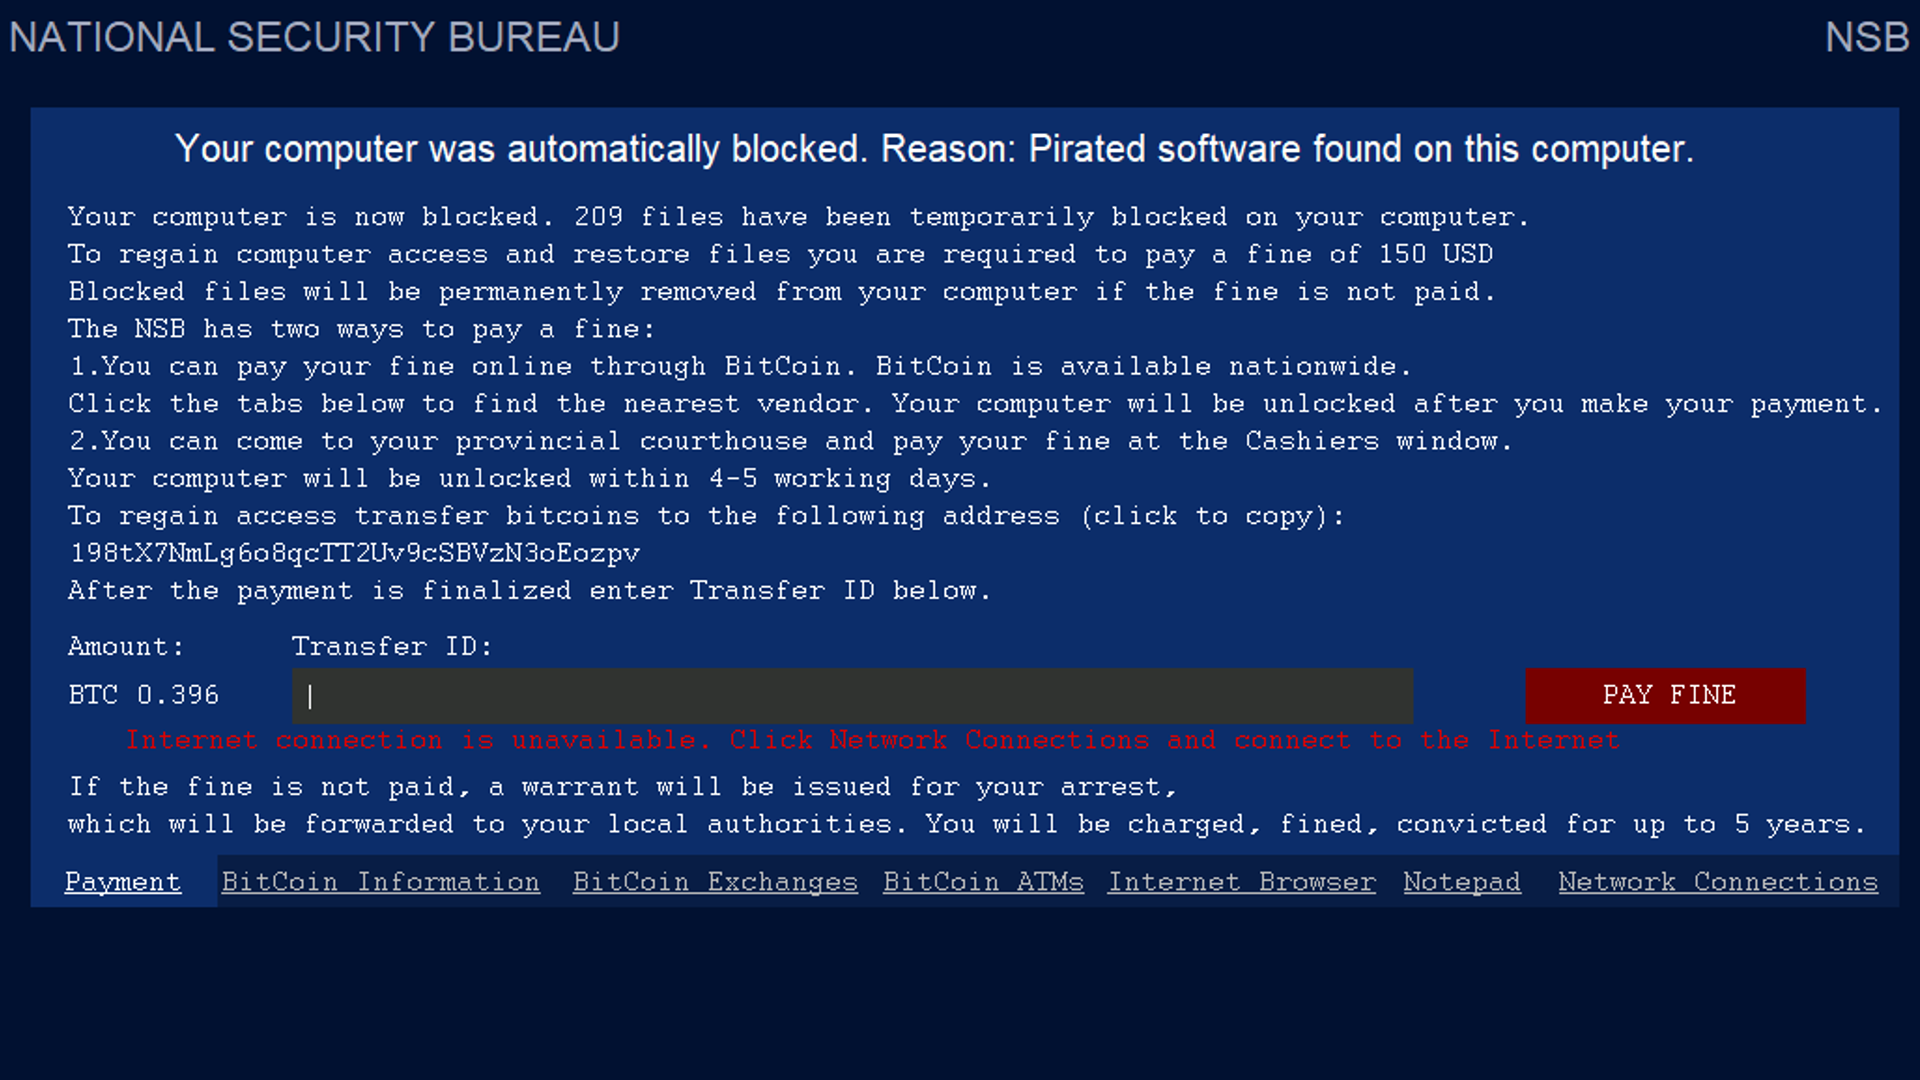 NATIONAL SECURITY BUREAU NSB
Your computer was automatically blocked. Reason: Pirated software found on this computer.
Your computer is now blocked. 209 files have been temporarily blocked on your computer.
To regain computer access and restore files you are required to pay a fine of 150 USD
Blocked files will be permanently removed from your computer if the fine is not paid.
The NSB has two ways to pay a fine:
1.You can pay your fine online through BitCoin. BitCoin is available nationwide.
Click the tabs below to find the nearest vendor. Your computer will be unlocked after you make your payment.
2.You can come to your provincial courthouse and pay your fine at the Cashiers window.
Your computer will be unlocked within 4-5 working days.
To regain access transfer bitcoins to the following address (click to copy):
198tX7NmLg6o8qcTT2Uv9cSBVzN3oEozpv
After the payment is finalized enter Transfer ID below.
Amount: Transfer ID:
BTC 0.396 PAY FINE
Internet connection is unavailable. Click Network Connections and connect to the Internet
If the fine is not paid, a warrant will be issued for your arrest,
which will be forwarded to your local authorities. You will be charged, fined, convicted for up to 5 years.
Payment BitCoin Information BitCoin Exchanges BitCoin ATMs Internet Browser Notepad Network Connections